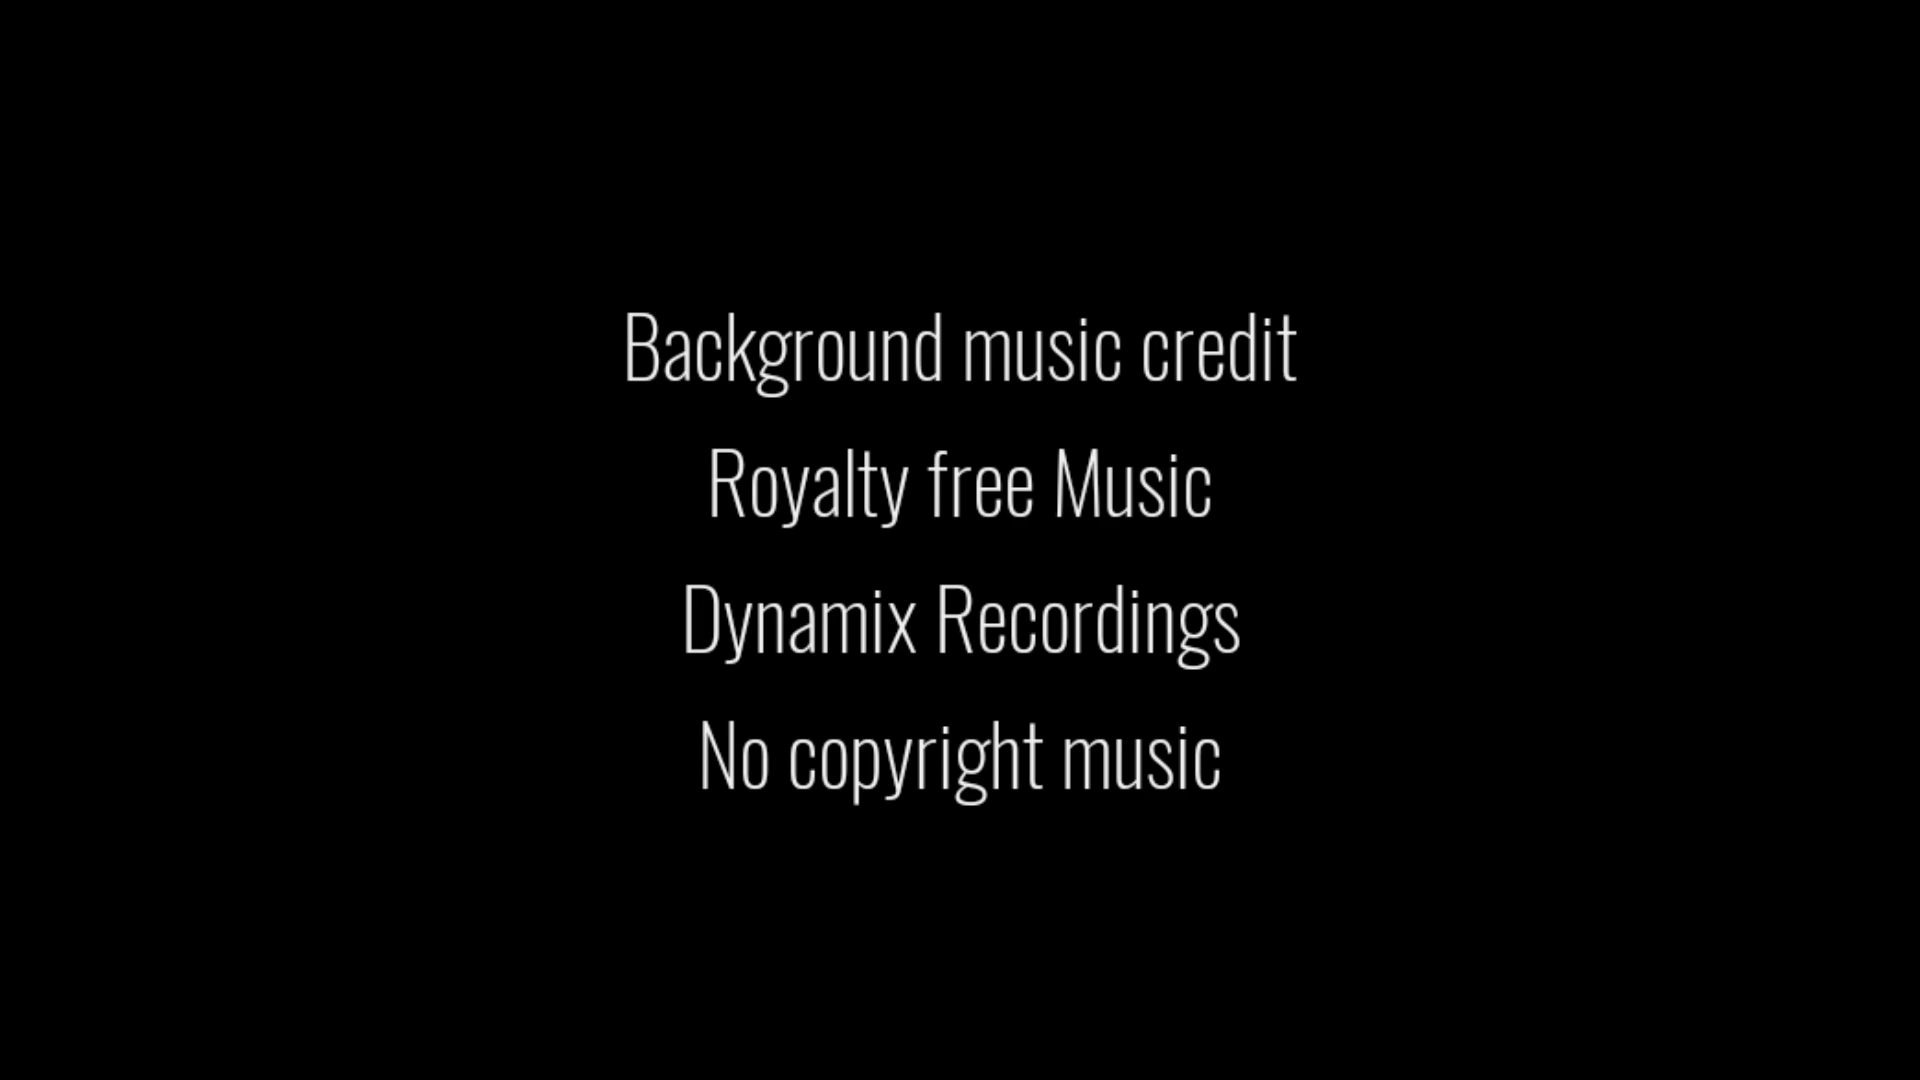 Background music credit
Royalty free Music
Dynamix Recordings
No copyright music